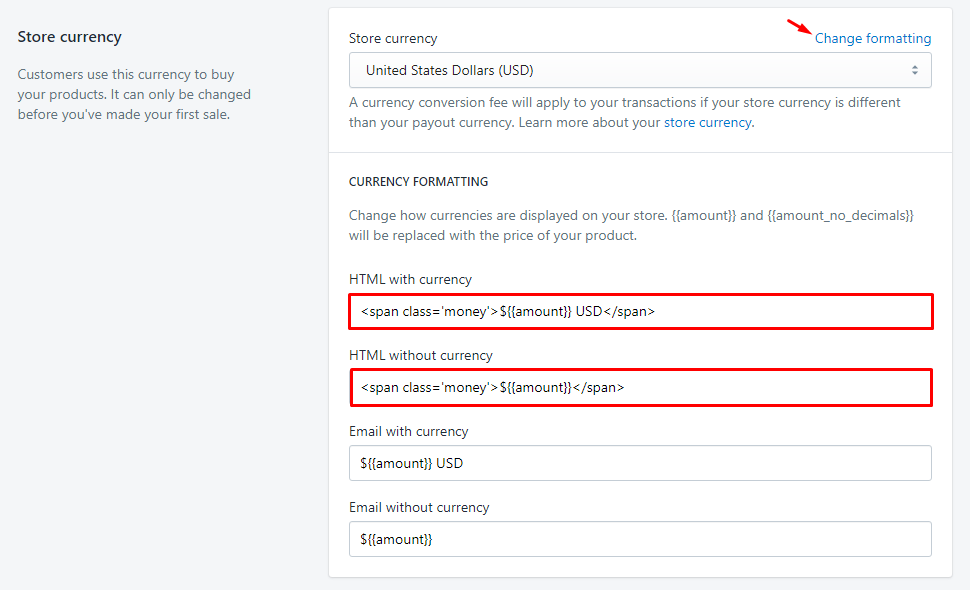 Store currency
Customers use this currency to buy
your products. It can only be changed
before you've made your first sale.
Store currency
Change formatting
United States Dollars (USD)
A currency conversion fee will apply to your transactions if your store currency is different
than your payout currency. Learn more about your store currency.
CURRENCY FORMATTING
Change how currencies are displayed on your store. {{amount}} and {{amount_no_decimals}}
will be replaced with the price of your product.
HTML with currency
<span class='money'>${{amount}} USD</span>
HTML without currency
<span class='money'>${{amount}}</span>
Email with currency
${{amount}} USD
Email without currency
${{amount}}